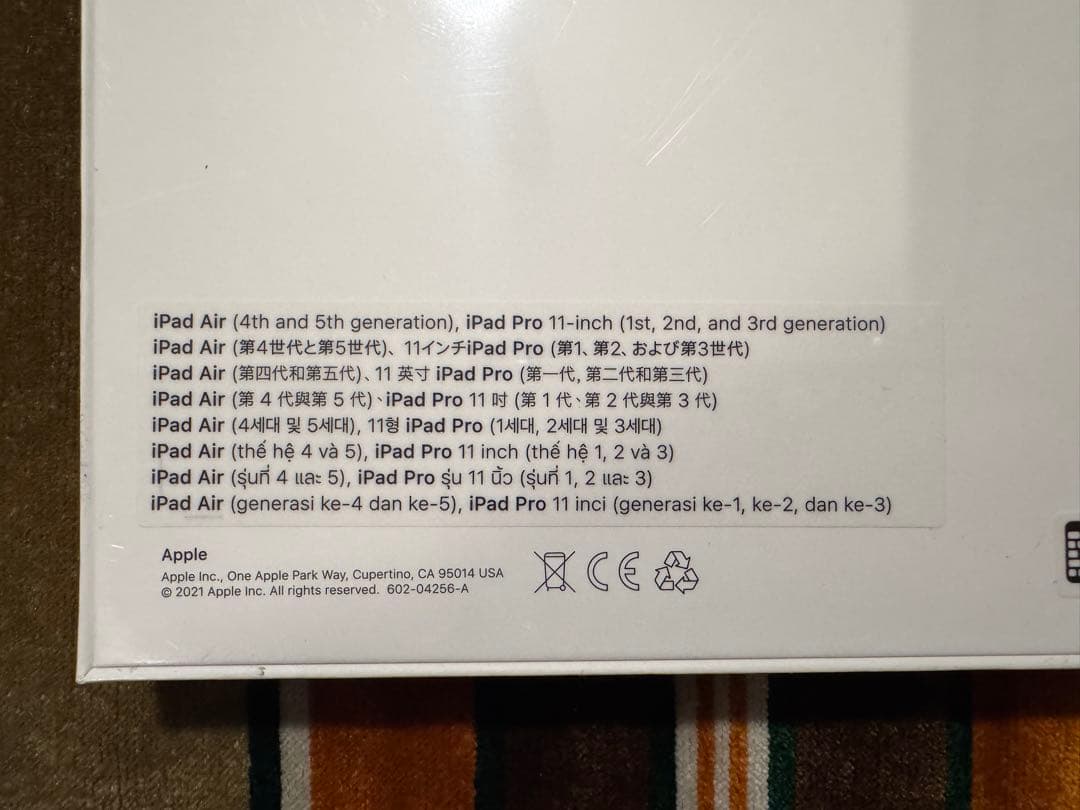 iPad Air (4th and 5th generation), iPad Pro 11-inch (1st, 2nd, and 3rd generation)
iPad Air (第4世代と第5世代)、11インチiPad Pro (第1、第2、および第3世代)
iPad Air (第四代和第五代)、11 英寸 iPad Pro (第一代, 第二代和第三代)
iPad Air (第 4 代與第 5 代)、iPad Pro 11 吋 (第 1 代、第 2 代與第 3 代)
iPad Air (4세대 및 5세대), 11형 iPad Pro (1세대, 2세대 및 3세대)
iPad Air (thế hệ 4 và 5), iPad Pro 11 inch (thế hệ 1, 2 và 3)
iPad Air (รุ่นที่ 4 และ 5), iPad Pro รุ่น 11 นิ้ว (รุ่นที่ 1, 2 และ 3)
iPad Air (generasi ke-4 dan ke-5), iPad Pro 11 inci (generasi ke-1, ke-2, dan ke-3)
Apple
Apple Inc., One Apple Park Way, Cupertino, CA 95014 USA
© 2021 Apple Inc. All rights reserved. 602-04256-A
CE